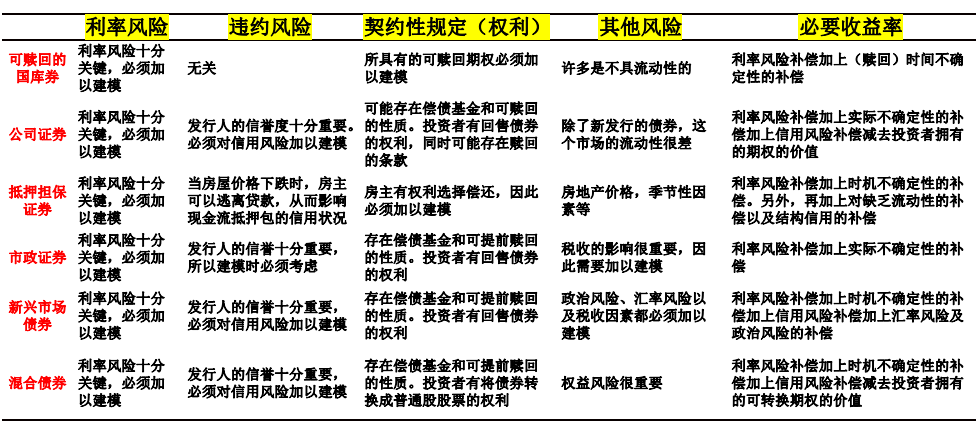 利率风险 违约风险 契约性规定（权利） 其他风险 必要收益率
可赎回的
国库券
利率风险十分
关键，必须加
以建模
无关
所具有的可赎回期权必须加
以建模
许多是不具流动性的
利率风险补偿加上（赎回）时间不确
定性的补偿
公司证券
利率风险十分
关键，必须加
以建模
发行人的信誉度十分重要。
必须对信用风险加以建模
可能存在偿债基金和可赎回
的性质。投资者有回售债券
的权利，同时可能存在赎回
的条款
除了新发行的债券，这
个市场的流动性很差
利率风险补偿加上实际不确定性的补
偿加上信用风险补偿减去投资者拥有
的期权的价值
抵押担保
证券
利率风险十分
关键，必须加
以建模
当房屋价格下跌时，房主
可以逃离贷款，从而影响
现金流抵押包的信用状况
房主有权利选择偿还，因此
必须加以建模
房地产价格，季节性因
素等
利率风险补偿加上时机不确定性的补
偿。另外，再加上对缺乏流动性的补
偿以及结构信用的补偿
市政证券
利率风险十分
关键，必须加
以建模
发行人的信誉十分重要，
所以建模时必须考虑
存在偿债基金和可提前赎回
的性质。投资者有回售债券
的权利
税收的影响很重要，因
此需要加以建模
利率风险补偿加上实际不确定性的补
偿
新兴市场
债券
利率风险十分
关键，必须加
以建模
发行人的信誉十分重要，
必须对信用风险加以建模
存在偿债基金和可提前赎回
的性质。投资者有回售债券
的权利
政治风险、汇率风险以
及税收因素都必须加以
建模
利率风险补偿加上时机不确定性的补
偿加上信用风险补偿加上汇率风险及
政治风险的补偿
混合债券
利率风险十分
关键，必须加
以建模
发行人的信誉十分重要，
必须对信用风险加以建模
存在偿债基金和可提前赎回
的性质。投资者有将债券转
换成普通股股票的权利
权益风险很重要
利率风险补偿加上时机不确定性的补
偿加上信用风险补偿减去投资者拥有
的可转换期权的价值